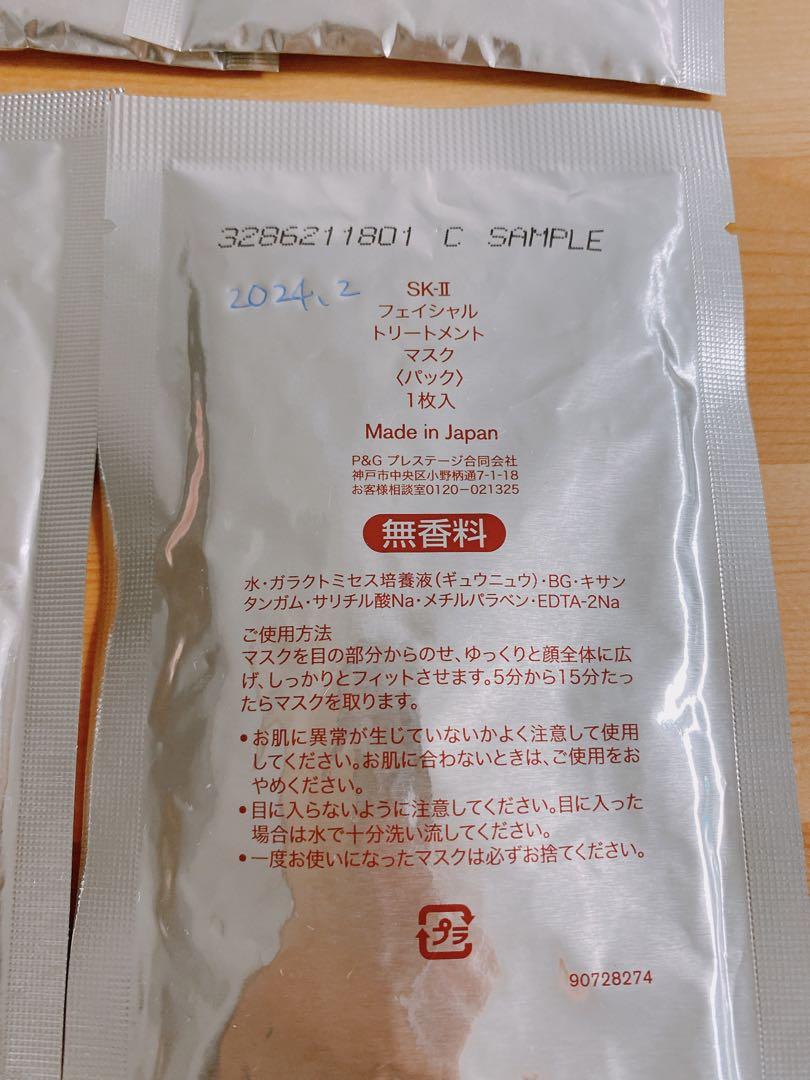 3286211801 C SAMPLE
2024、2
SK-II
フェイシャル
トリートメント
マスク
〈パック〉
1枚入
Made in Japan
P&G プレステージ合同会社
神戸市中央区小野柄通7-1-18
お客様相談室0120-021325
無香料
水・ガラクトミセス培養液(ギュウニュウ)・BG・キサン
タンガム・サリチル酸Na・メチルパラベン・EDTA-2Na
ご使用方法
マスクを目の部分からのせ、ゆっくりと顔全体に広
げ、しっかりとフィットさせます。5分から15分たっ
たらマスクを取ります。
•お肌に異常が生じていないかよく注意して使用
してください。お肌に合わないときは、ご使用をお
やめください。
•目に入らないように注意してください。目に入った
場合は水で十分洗い流してください。
•一度お使いになったマスクは必ずお捨てください。
プラ
90728274